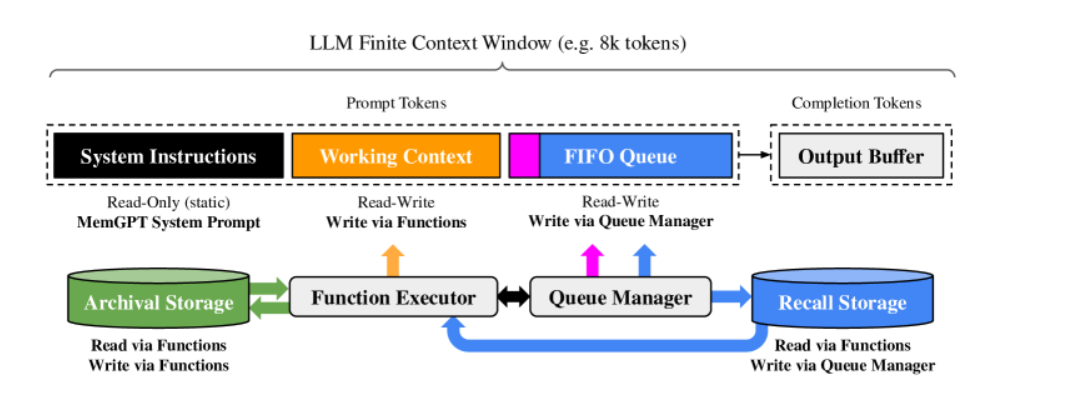 LLM Finite Context Window (e.g. 8k tokens)
Prompt Tokens
Completion Tokens
System Instructions
Working Context
FIFO Queue
Output Buffer
Read-Only (static)
MemGPT System Prompt
Read-Write
Write via Functions
Read-Write
Write via Queue Manager
Archival Storage
Function Executor
Queue Manager
Recall Storage
Read via Functions
Write via Functions
Read via Functions
Write via Queue Manager